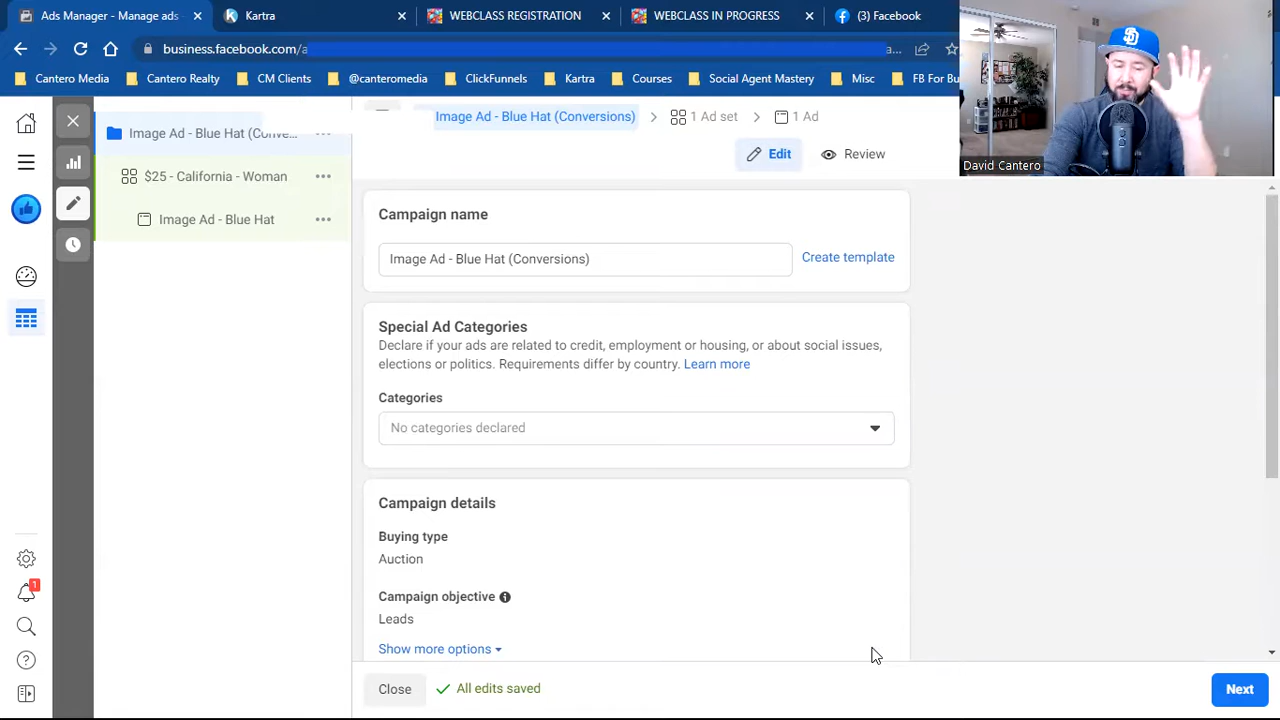 Ads Manager - Manage ads
Kartra
WEBCLASS REGISTRATION
WEBCLASS IN PROGRESS
(3) Facebook
business.facebook.com/a
a...
Cantero Media
Cantero Realty
CM Clients
@canteromedia
ClickFunnels
Kartra
Courses
Social Agent Mastery
Misc
FB For B
SD
David Cantero
Image Ad - Blue Hat (Conve...
$25 - California - Woman
Image Ad - Blue Hat
Image Ad - Blue Hat (Conversions)
1 Ad set
1 Ad
Edit
Review
Campaign name
Image Ad - Blue Hat (Conversions)
Create template
Special Ad Categories
Declare if your ads are related to credit, employment or housing, or about social issues,
elections or politics. Requirements differ by country. Learn more
Categories
No categories declared
Campaign details
Buying type
Auction
Campaign objective
Leads
Show more options
1
Close
All edits saved
Next